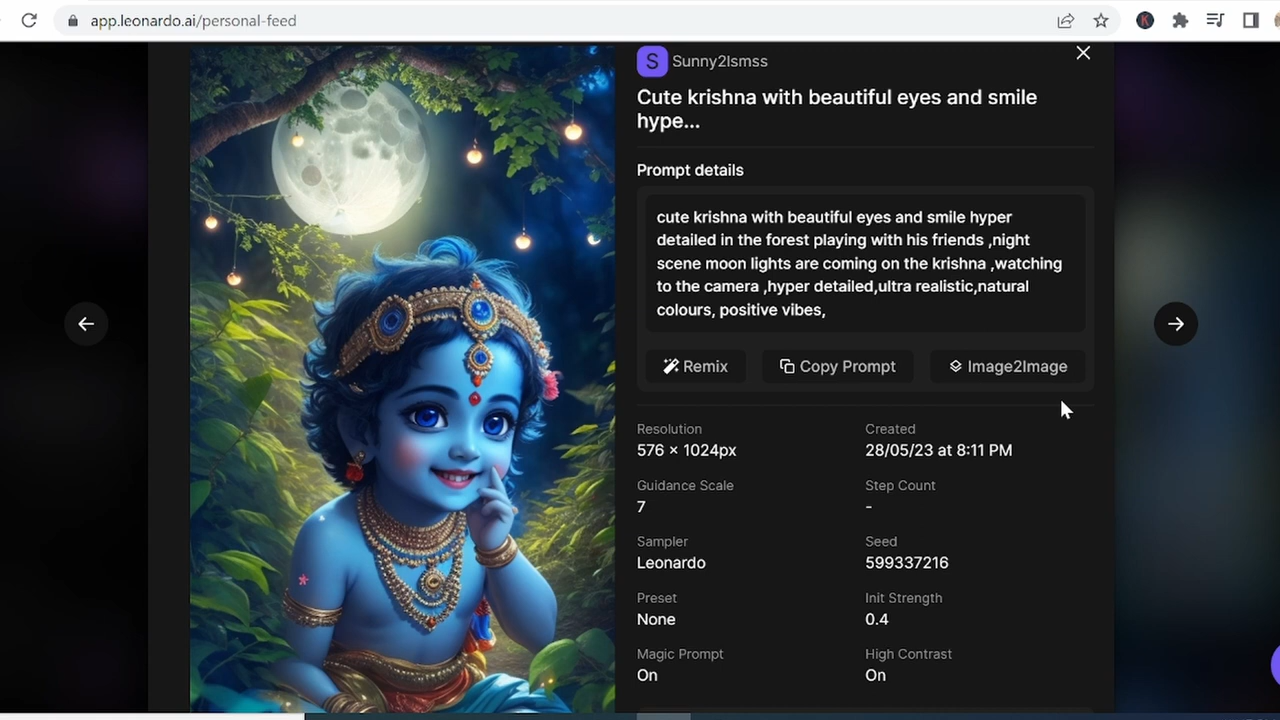 app.leonardo.ai/personal-feed
K
S
Sunny2lsmss
Cute krishna with beautiful eyes and smile
hype...
Prompt details
cute krishna with beautiful eyes and smile hyper
detailed in the forest playing with his friends ,night
scene moon lights are coming on the krishna ,watching
to the camera ,hyper detailed,ultra realistic,natural
colours, positive vibes,
Remix
Copy Prompt
Image2Image
Resolution
Created
576 × 1024px
28/05/23 at 8:11 PM
Guidance Scale
Step Count
7
-
Sampler
Seed
Leonardo
599337216
Preset
Init Strength
None
0.4
Magic Prompt
High Contrast
On
On